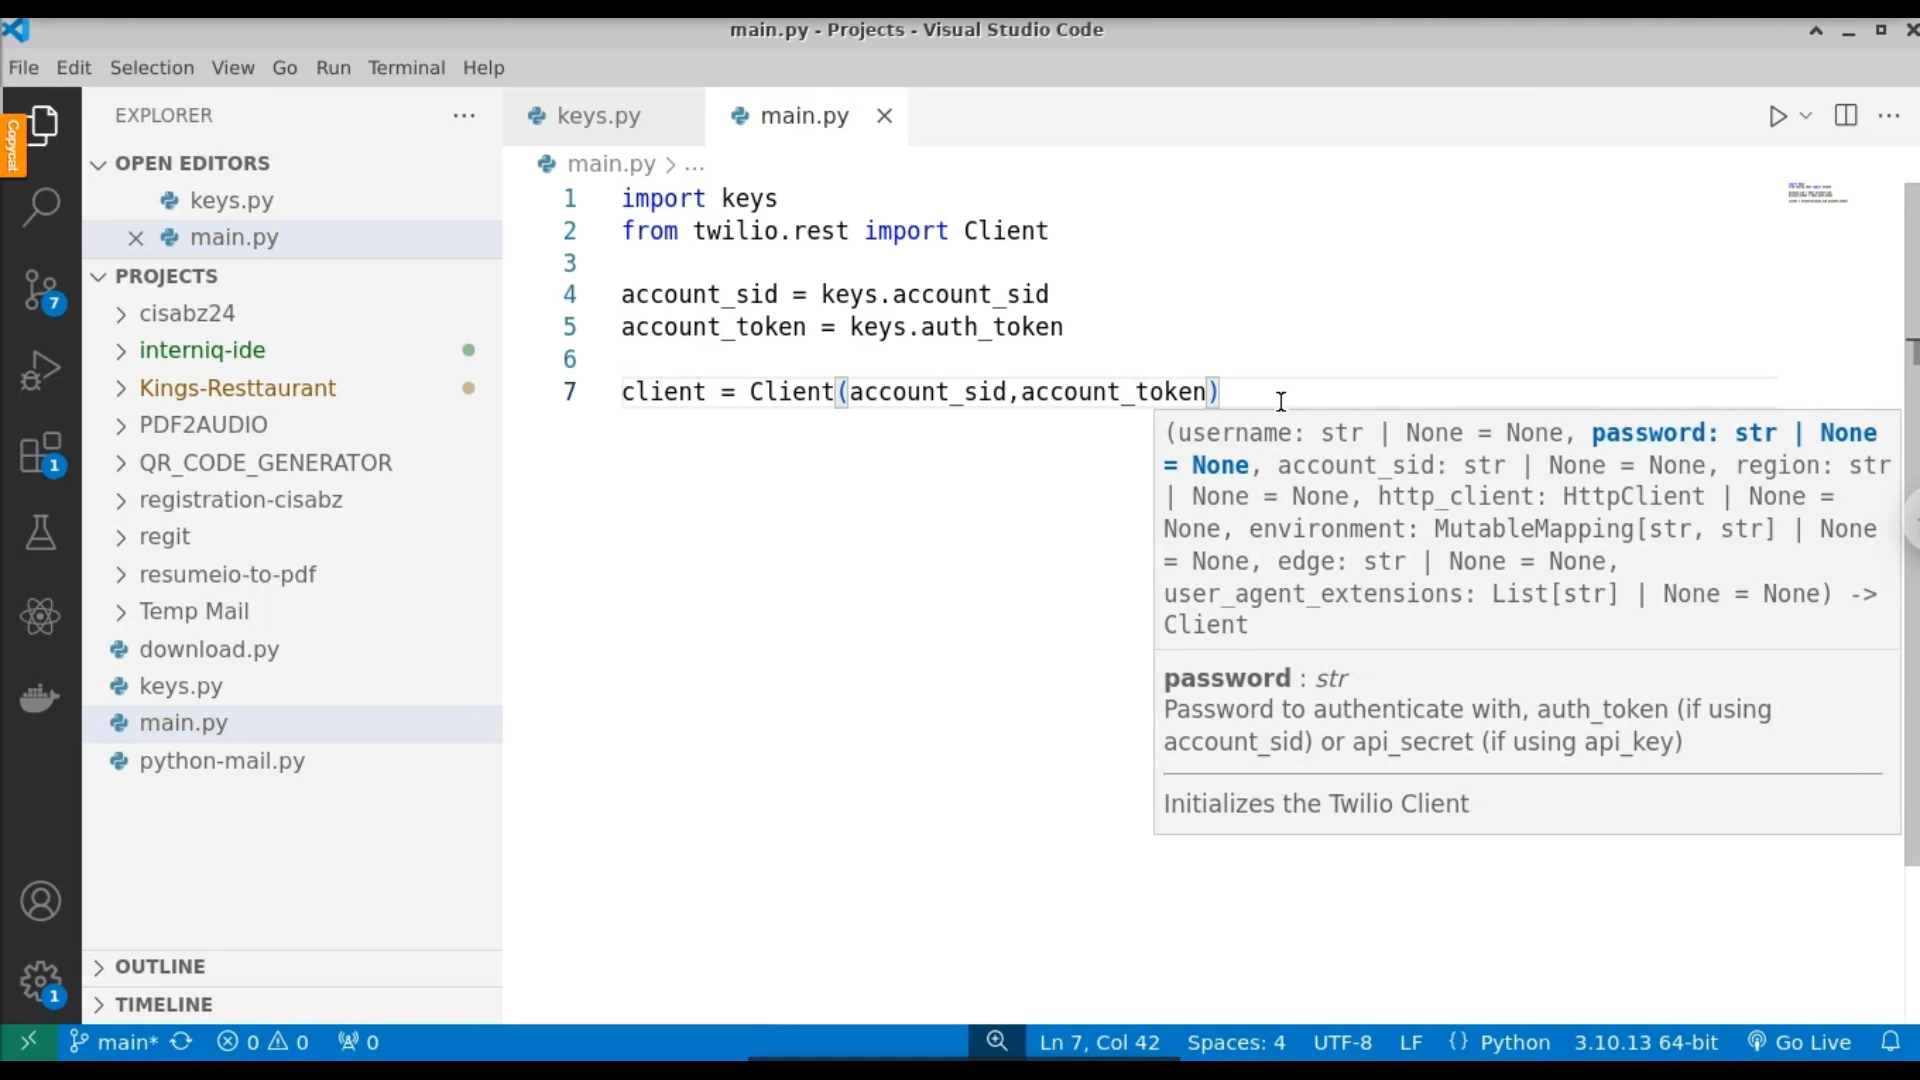 main.py - Projects - Visual Studio Code
File Edit Selection View Go Run Terminal Help
Copycat
EXPLORER
OPEN EDITORS
keys.py
main.py
PROJECTS
cisabz24
interniq-ide
Kings-Resttaurant
PDF2AUDIO
QR_CODE_GENERATOR
registration-cisabz
regit
resumeio-to-pdf
Temp Mail
download.py
keys.py
main.py
python-mail.py
OUTLINE
TIMELINE
7
1
1
keys.py main.py
main.py > ...
1 import keys
2 from twilio.rest import Client
3
4 account_sid = keys.account_sid
5 account_token = keys.auth_token
6
7 client = Client(account_sid,account_token)
(username: str | None = None, password: str | None
= None, account_sid: str | None = None, region: str
| None = None, http_client: HttpClient | None =
None, environment: MutableMapping[str, str] | None
= None, edge: str | None = None,
user_agent_extensions: List[str] | None = None) ->
Client
password : str
Password to authenticate with, auth_token (if using
account_sid) or api_secret (if using api_key)
Initializes the Twilio Client
main* 0 0 0 Ln 7, Col 42 Spaces: 4 UTF-8 LF {} Python 3.10.13 64-bit Go Live